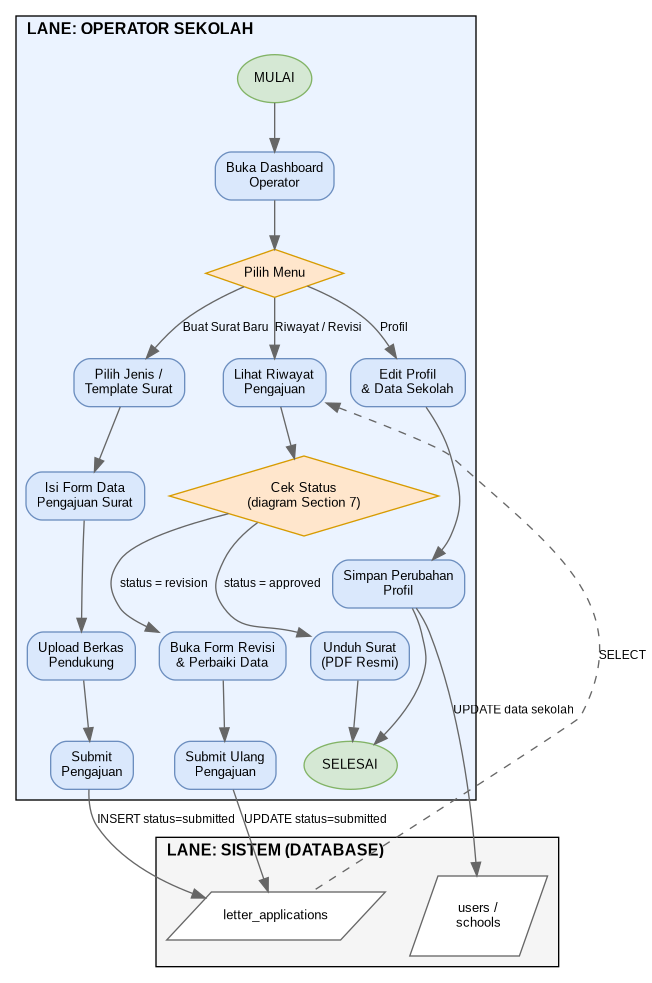 LANE: OPERATOR SEKOLAH
MULAI
Buka Dashboard
Operator
Pilih Menu
Buat Surat Baru
Riwayat / Revisi
Profil
Pilih Jenis /
Template Surat
Lihat Riwayat
Pengajuan
Edit Profil
& Data Sekolah
Isi Form Data
Pengajuan Surat
Cek Status
(diagram Section 7)
status = revision
status = approved
Simpan Perubahan
Profil
Upload Berkas
Pendukung
Buka Form Revisi
& Perbaiki Data
Unduh Surat
(PDF Resmi)
SELECT
UPDATE data sekolah
Submit
Pengajuan
Submit Ulang
Pengajuan
SELESAI
INSERT status=submitted
UPDATE status=submitted
LANE: SISTEM (DATABASE)
letter_applications
users /
schools